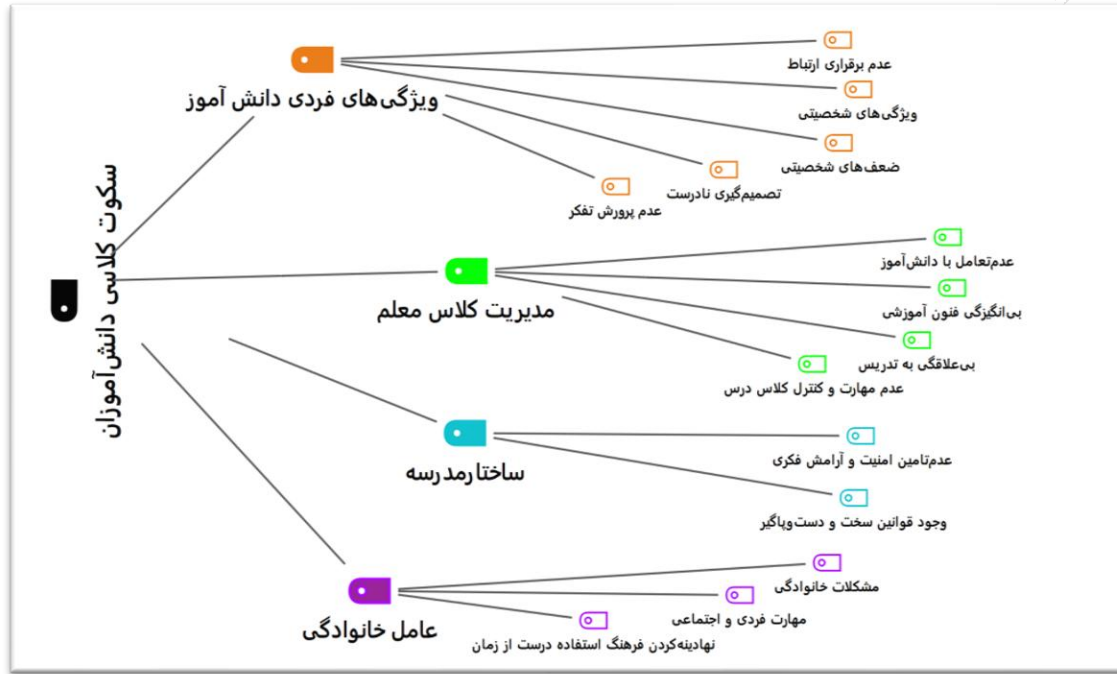 سکوت کلاسی دانش‌آموزان
ویژگی‌های فردی دانش آموز
عدم برقراری ارتباط
ویژگی‌های شخصیتی
ضعف‌های شخصیتی
تصمیم‌گیری نادرست
عدم پرورش تفکر
مدیریت کلاس معلم
عدم‌تعامل با دانش‌آموز
بی‌انگیزگی فنون آموزشی
بی‌علاقگی به تدریس
عدم مهارت و کنترل کلاس درس
ساختارمدرسه
عدم‌تامین امنیت و آرامش فکری
وجود قوانین سخت و دست‌وپاگیر
عامل خانوادگی
مشکلات خانوادگی
مهارت فردی و اجتماعی
نهادینه‌کردن فرهنگ استفاده درست از زمان